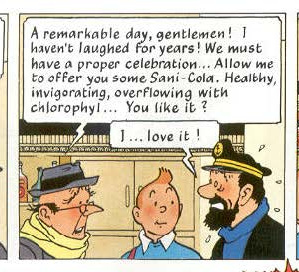 A remarkable day, gentlemen! I
haven't laughed for years! We must
have a proper celebration... Allow me
to offer you some Sani-Cola. Healthy,
invigorating, overflowing with
chlorophyl... You like it?
I... love it!